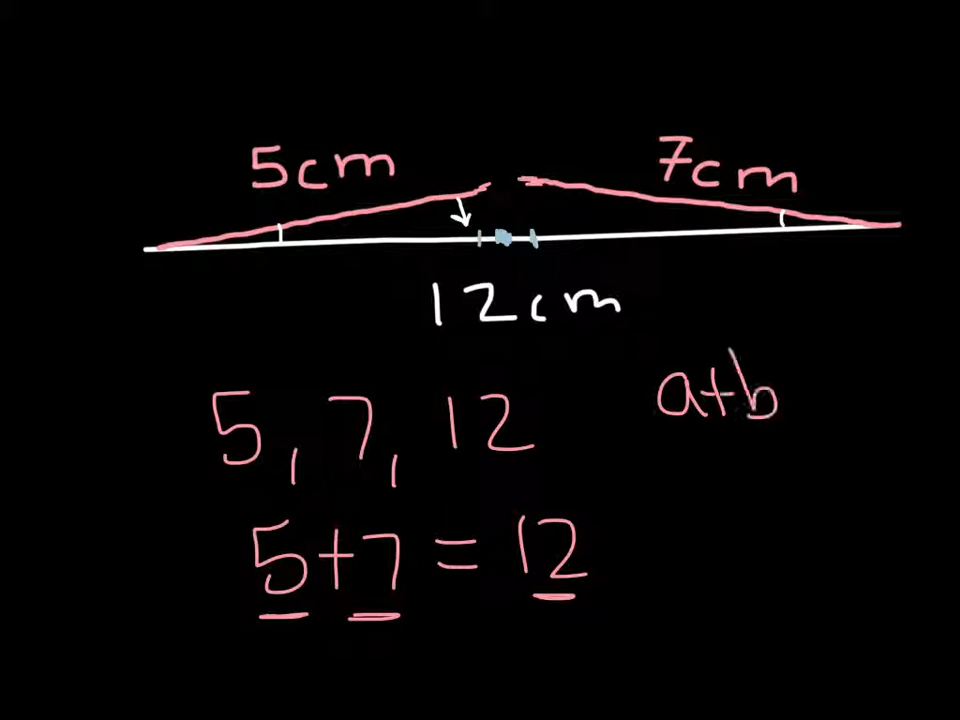 5cm 7cm
12cm
5, 7, 12 a+b
5+7 = 12